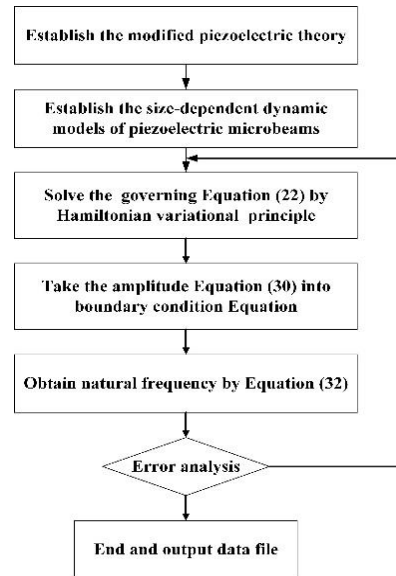 Establish the modified piezoelectric theory
Establish the size-dependent dynamic
models of piezoelectric microbeams
Solve the governing Equation (22) by
Hamiltonian variational principle
Take the amplitude Equation (30) into
boundary condition Equation
Obtain natural frequency by Equation (32)
Error analysis
End and output data file